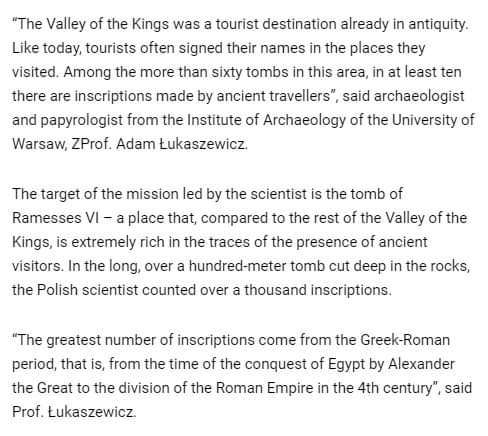 “The Valley of the Kings was a tourist destination already in antiquity.
Like today, tourists often signed their names in the places they
visited. Among the more than sixty tombs in this area, in at least ten
there are inscriptions made by ancient travellers”, said archaeologist
and papyrologist from the Institute of Archaeology of the University of
Warsaw, ZProf. Adam Łukaszewicz.
The target of the mission led by the scientist is the tomb of
Ramesses VI – a place that, compared to the rest of the Valley of the
Kings, is extremely rich in the traces of the presence of ancient
visitors. In the long, over a hundred-meter tomb cut deep in the rocks,
the Polish scientist counted over a thousand inscriptions.
“The greatest number of inscriptions come from the Greek-Roman
period, that is, from the time of the conquest of Egypt by Alexander
the Great to the division of the Roman Empire in the 4th century”, said
Prof. Łukaszewicz.